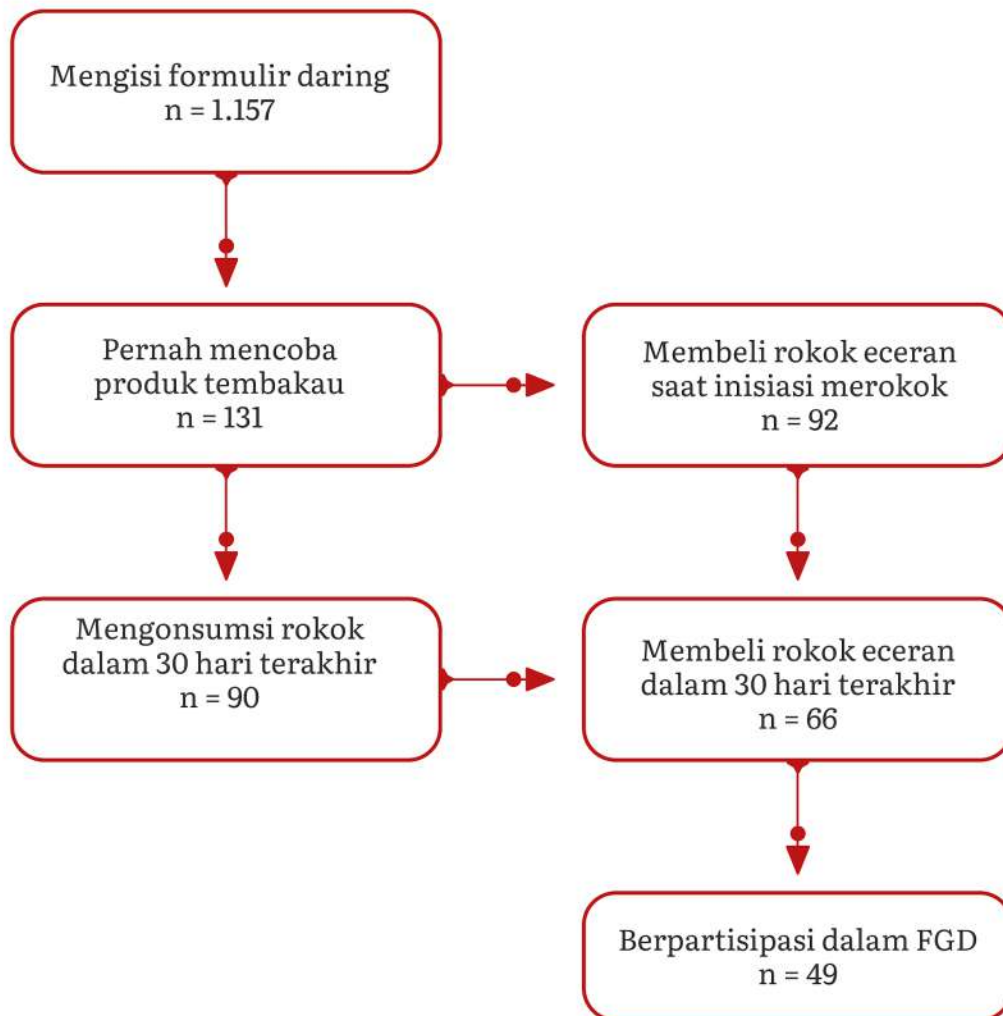 Mengisi formulir daring
n = 1.157
Pernah mencoba
produk tembakau
n = 131
Membeli rokok eceran
saat inisiasi merokok
n = 92
Mengonsumsi rokok
dalam 30 hari terakhir
n = 90
Membeli rokok eceran
dalam 30 hari terakhir
n = 66
Berpartisipasi dalam FGD
n = 49